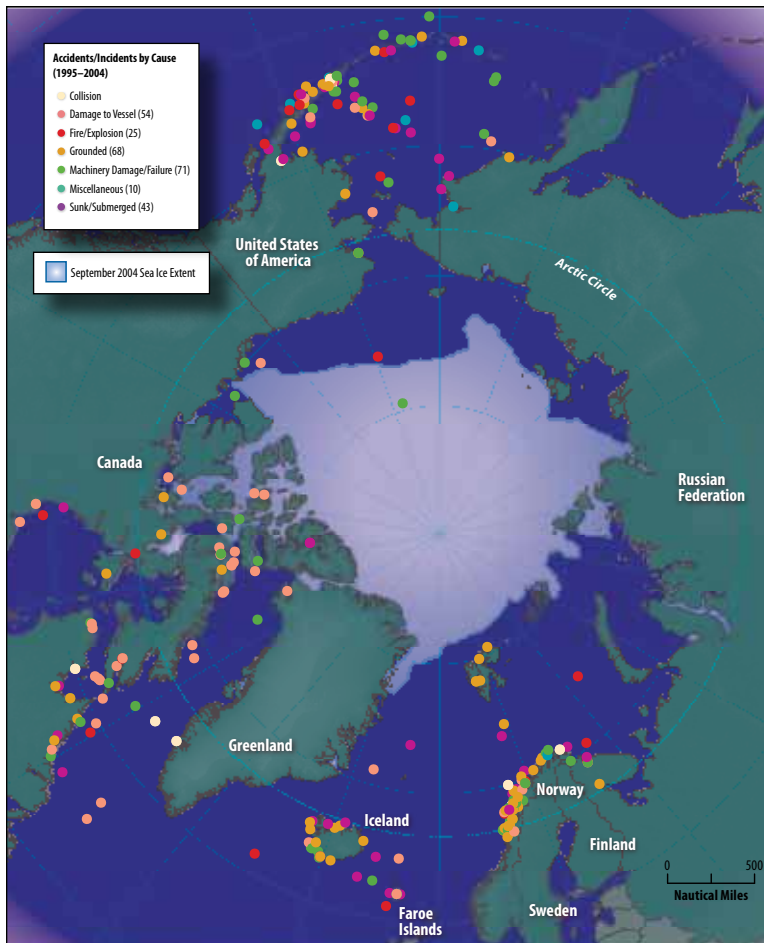 Accidents/Incidents by Cause
(1995–2004)
Collision
Damage to Vessel (54)
Fire/Explosion (25)
Grounded (68)
Machinery Damage/Failure (71)
Miscellaneous (10)
Sunk/Submerged (43)
United States
of America
September 2004 Sea Ice Extent
Arctic Circle
Canada
Russian
Federation
Greenland
Norway
Iceland
Finland
0 500
Nautical Miles
Faroe
Islands
Sweden